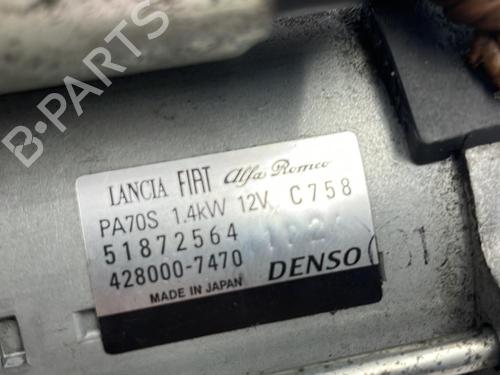 B-PARTS
LANCIA FIAT Alfa Romeo
PA70S 1.4kW 12V C758
51872564
428000-7470 DENSO
MADE IN JAPAN